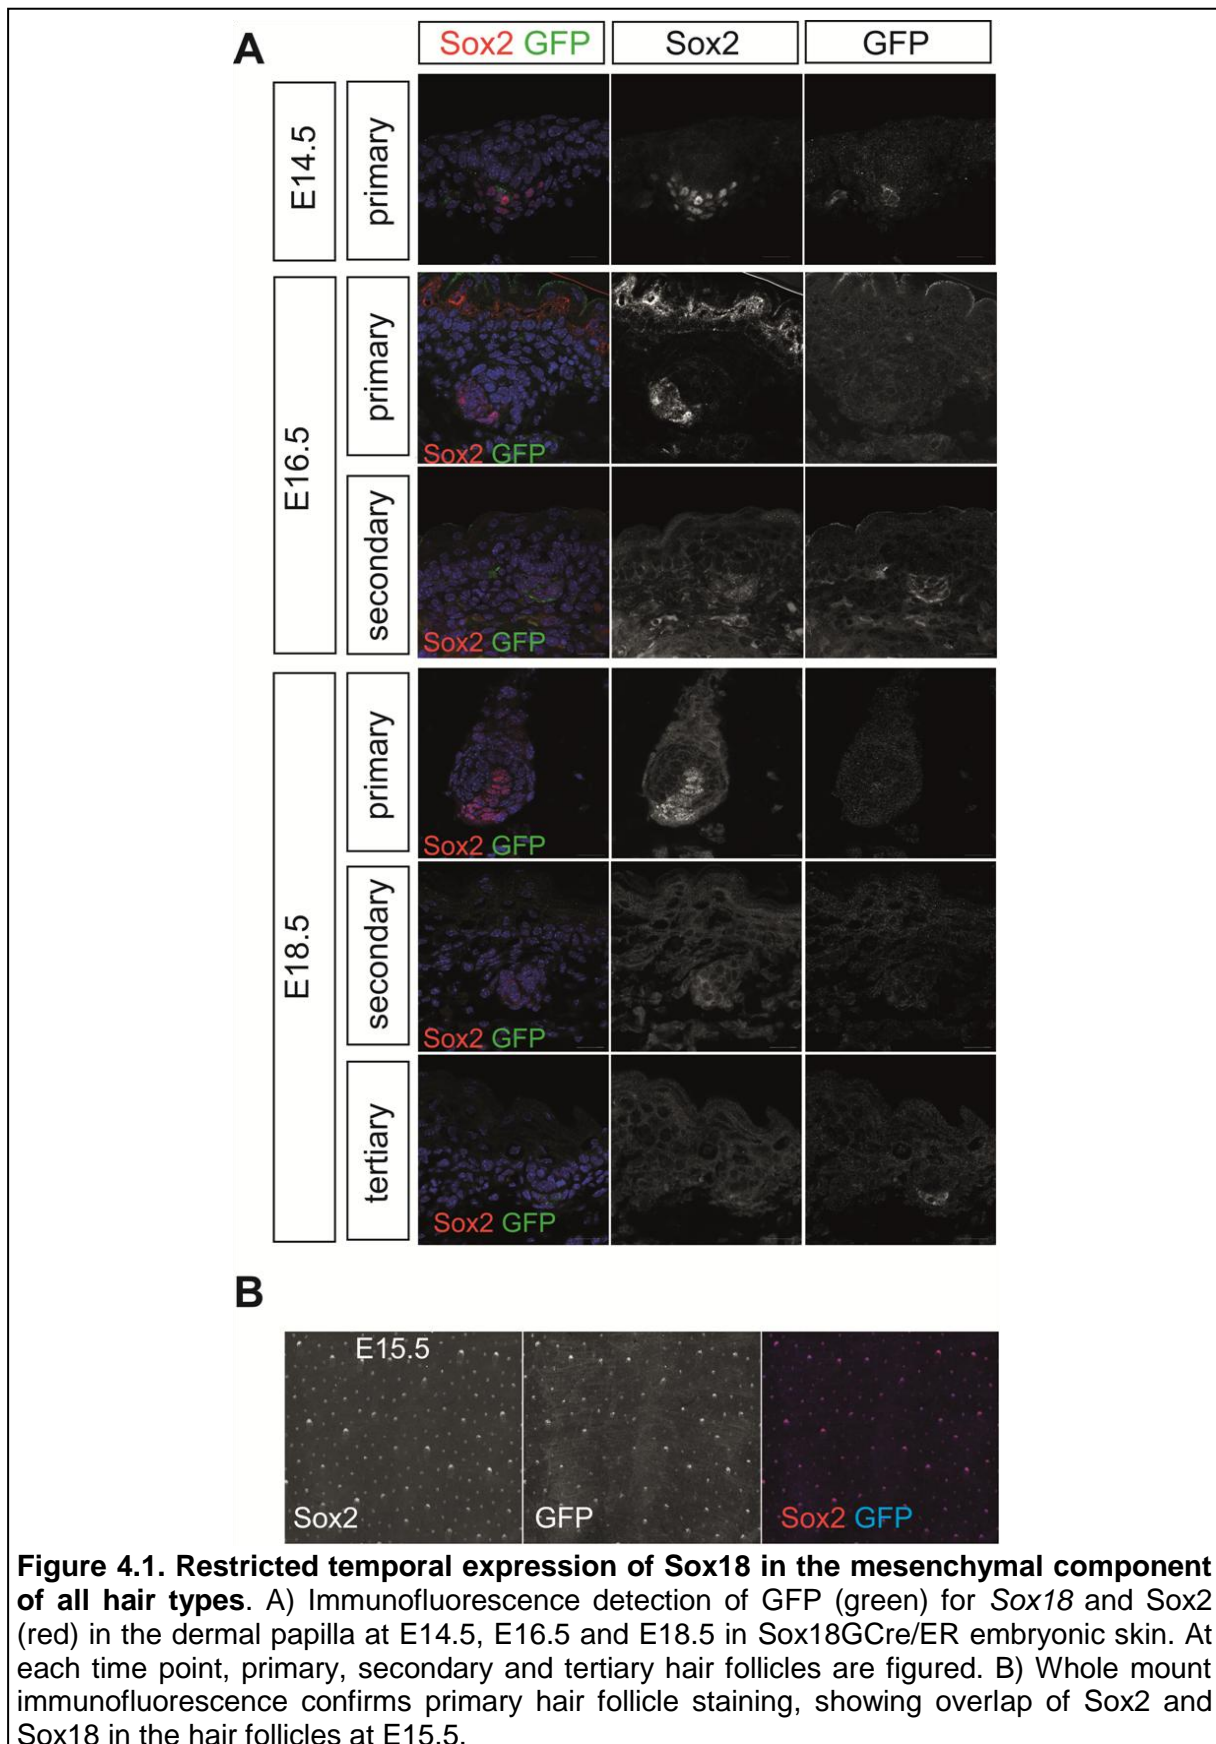 A
Sox2 GFP
Sox2
GFP
E14.5
primary
E16.5
primary
Sox2 GFP
secondary
Sox2 GFP
E18.5
primary
Sox2 GFP
secondary
Sox2 GFP
tertiary
Sox2 GFP
B
E15.5
Sox2
GFP
Sox2 GFP
Figure 4.1. Restricted temporal expression of Sox18 in the mesenchymal component
of all hair types. A) Immunofluorescence detection of GFP (green) for Sox18 and Sox2
(red) in the dermal papilla at E14.5, E16.5 and E18.5 in Sox18GCre/ER embryonic skin. At
each time point, primary, secondary and tertiary hair follicles are figured. B) Whole mount
immunofluorescence confirms primary hair follicle staining, showing overlap of Sox2 and
Sox18 in the hair follicles at E15.5.